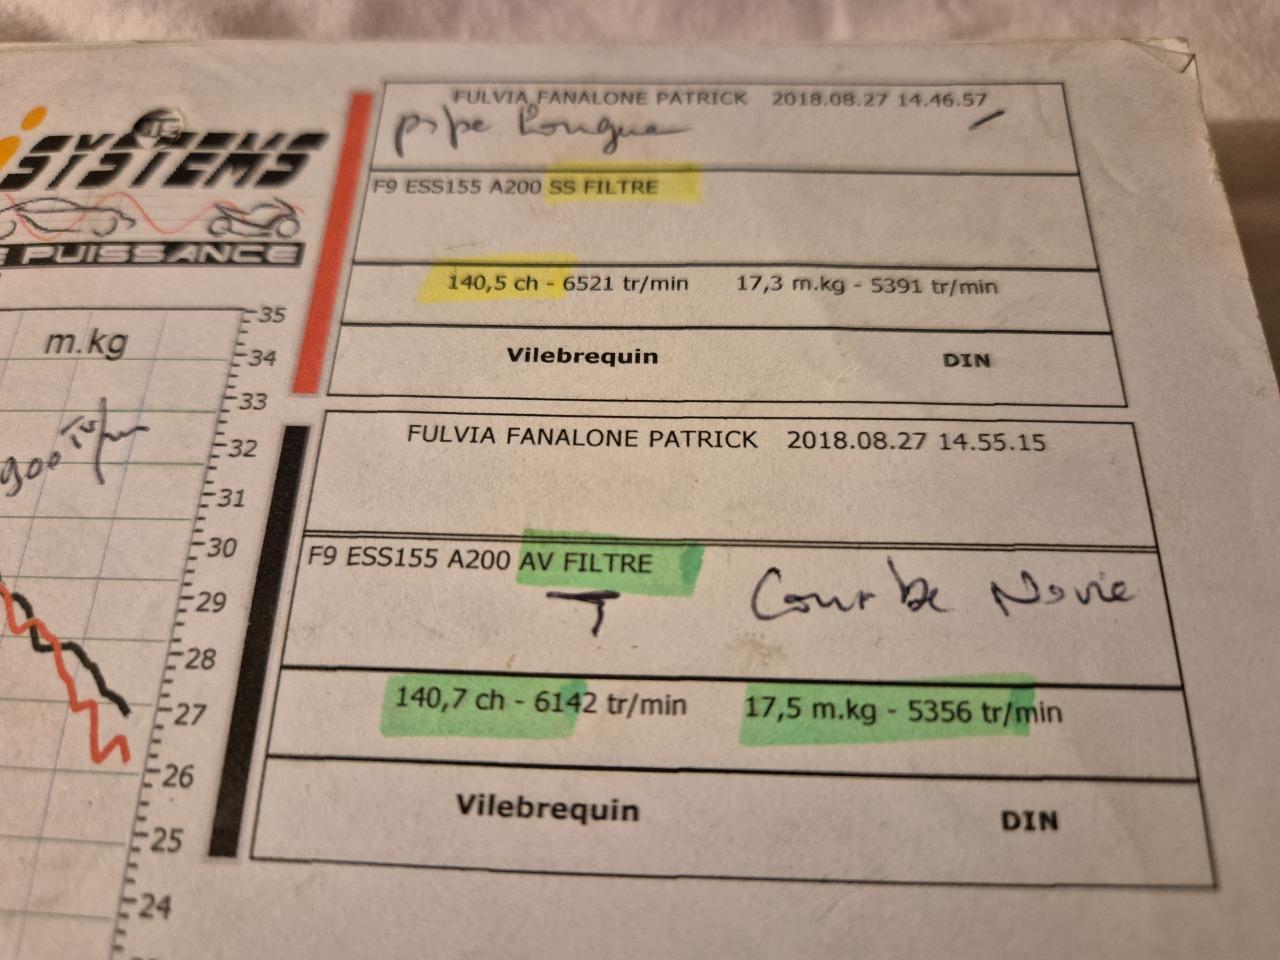 SYSTEMS
PUISSANCE
m.kg
35
34
33
32
31
30
29
28
27
26
25
24
900 Tr/mn
FULVIA FANALONE PATRICK 2018.08.27 14.46.57
pipe longue
F9 ESS155 A200 SS FILTRE
140,5 ch - 6521 tr/min 17,3 m.kg - 5391 tr/min
Vilebrequin DIN
FULVIA FANALONE PATRICK 2018.08.27 14.55.15
F9 ESS155 A200 AV FILTRE Courbe Noire
140,7 ch - 6142 tr/min 17,5 m.kg - 5356 tr/min
Vilebrequin DIN